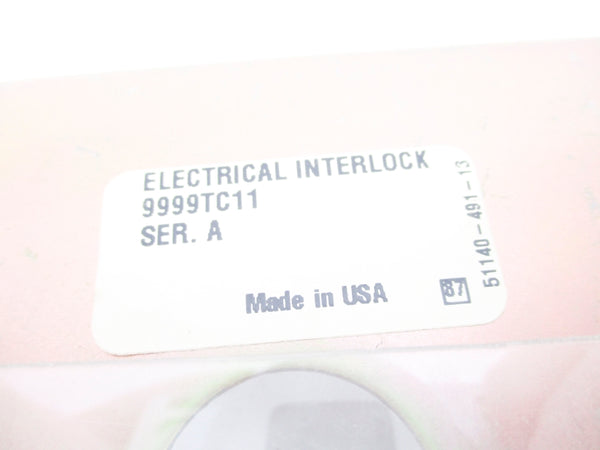 ELECTRICAL INTERLOCK
9999TC11
SER. A
Made in USA
87
51140-491-13